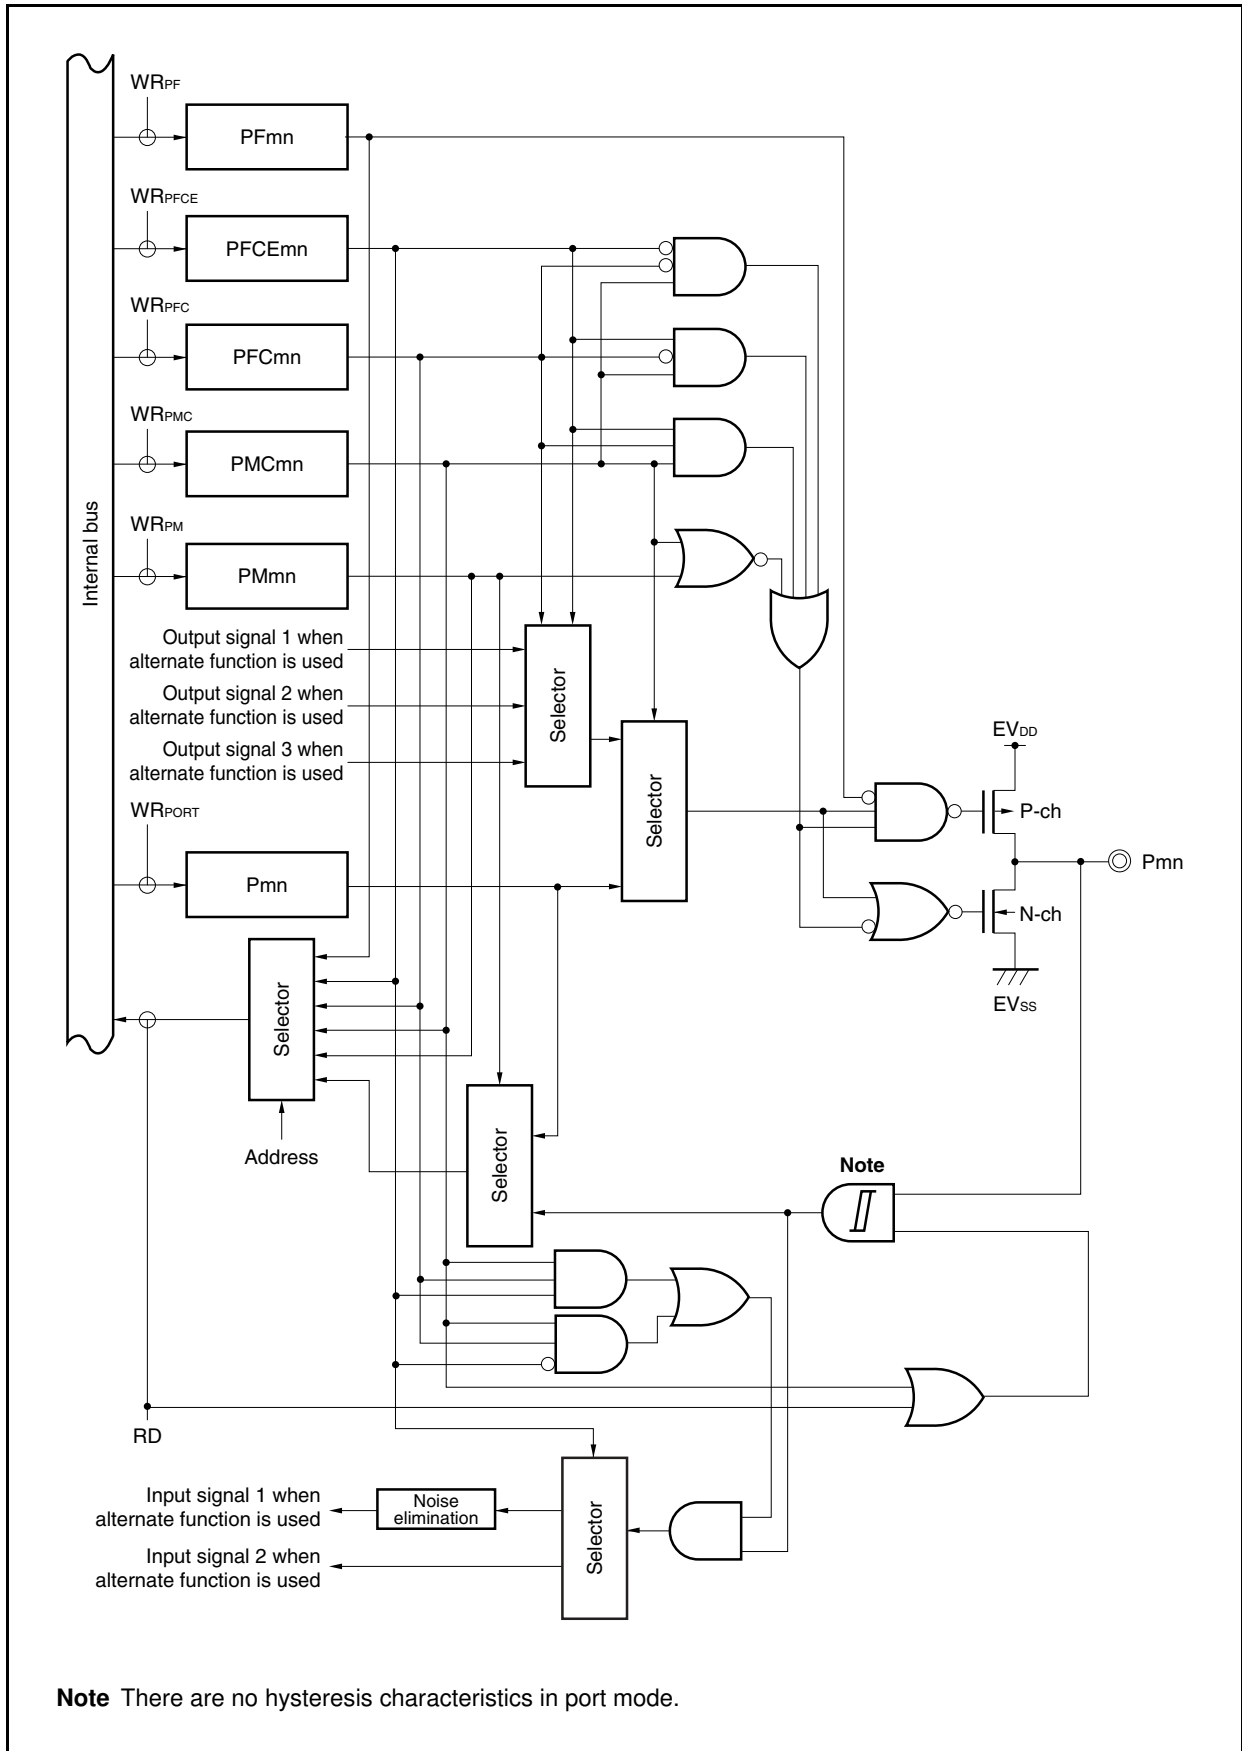 WRPF
PFmn
WRPFCE
PFCEmn
WRPFC
PFCmn
WRPMC
PMCmn
Internal bus
WRPM
PMmn
Output signal 1 when
alternate function is used
Output signal 2 when
alternate function is used
Output signal 3 when
alternate function is used
Selector
Selector
EVDD
P-ch
Pmn
N-ch
EVSS
WRPORT
Pmn
Selector
Address
Selector
Note
RD
Input signal 1 when
alternate function is used
Noise
elimination
Input signal 2 when
alternate function is used
Selector
Note There are no hysteresis characteristics in port mode.